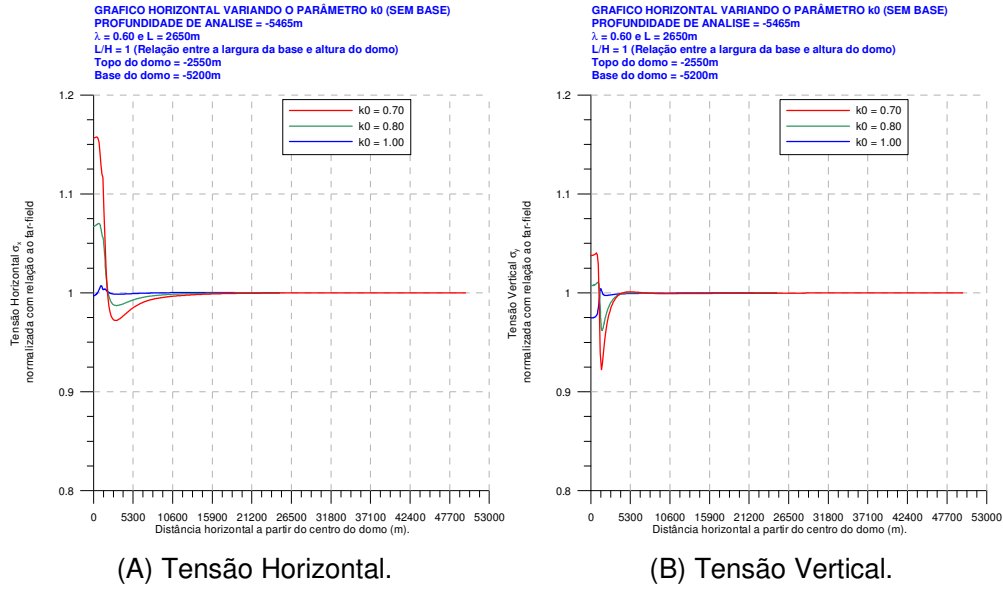 GRAFICO HORIZONTAL VARIANDO O PARÂMETRO k0 (SEM BASE)
PROFUNDIDADE DE ANALISE = -5465m
λ = 0.60 e L = 2650m
L/H = 1 (Relação entre a largura da base e altura do domo)
Topo do domo = -2550m
Base do domo = -5200m
1.2
1.1
1
0.9
0.8
Tensão Horizontal σx
normalizada com relação ao far-field
k0 = 0.70
k0 = 0.80
k0 = 1.00
0 5300 10600 15900 21200 26500 31800 37100 42400 47700 53000
Distância horizontal a partir do centro do domo (m).
(A) Tensão Horizontal.
GRAFICO HORIZONTAL VARIANDO O PARÂMETRO k0 (SEM BASE)
PROFUNDIDADE DE ANALISE = -5465m
λ = 0.60 e L = 2650m
L/H = 1 (Relação entre a largura da base e altura do domo)
Topo do domo = -2550m
Base do domo = -5200m
1.2
1.1
1
0.9
0.8
Tensão Vertical σy
normalizada com relação ao far-field
k0 = 0.70
k0 = 0.80
k0 = 1.00
0 5300 10600 15900 21200 26500 31800 37100 42400 47700 53000
Distância horizontal a partir do centro do domo (m).
(B) Tensão Vertical.